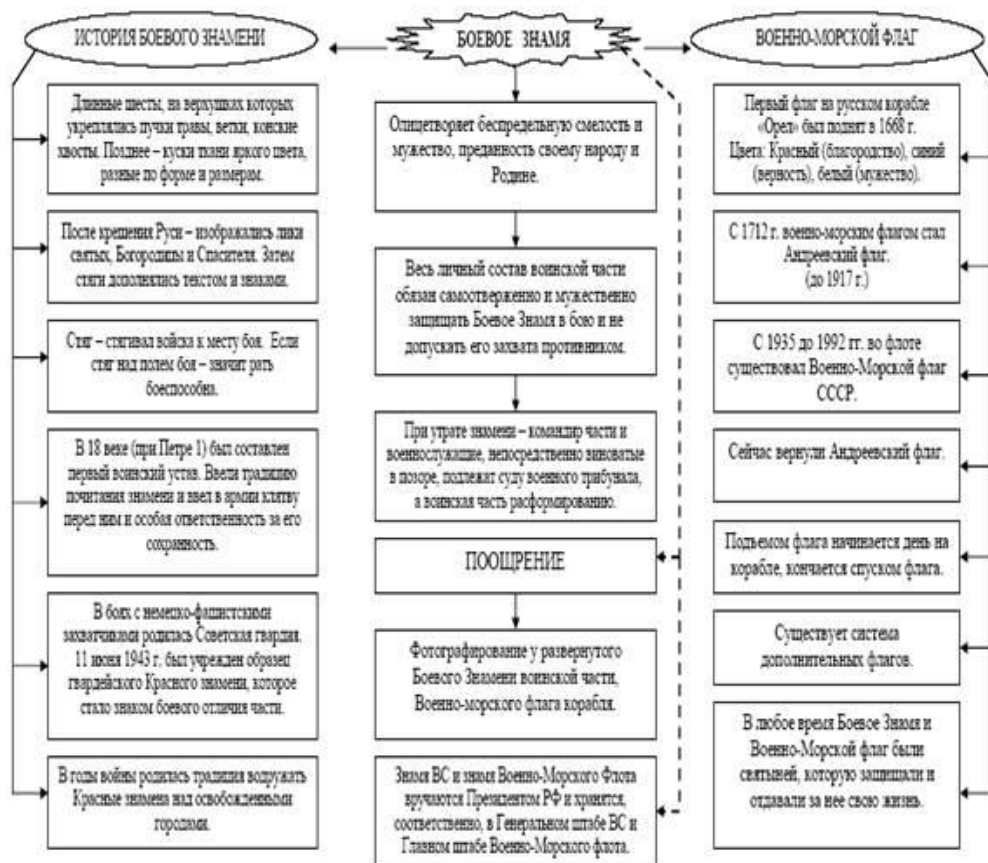 ИСТОРИЯ БОЕВОГО ЗНАМЕНИ
Длинные шесты, на верхушках которых
укреплялись пучки травы, ветки, конские
хвосты. Позднее – куски ткани яркого цвета,
разные по форме и размерам.
После крещения Руси – изображались лики
святых, Богородицы и Спасителя. Затем
стяги дополнялись текстом и знаками.
Стяг – стягивал войска к месту боя. Если
стяг над полем боя – значит рать
боеспособна.
В 18 веке (при Петре 1) был составлен
первый воинский устав. Ввели традицию
почитания знамени и ввел в армии клятву
перед ним и особая ответственность за его
сохранность.
В боях с немецко-фашистскими
захватчиками родилась Советская гвардия.
11 июня 1943 г. был учрежден образец
гвардейского Красного знамени, которое
стало знаком боевого отличия части.
В годы войны родилась традиция водружать
Красные знамена над освобожденными
городами.
БОЕВОЕ ЗНАМЯ
Олицетворяет беспредельную смелость и
мужество, преданность своему народу и
Родине.
Весь личный состав воинской части
обязан самоотверженно и мужественно
защищать Боевое Знамя в бою и не
допускать его захвата противником.
При утрате знамени – командир части и
военнослужащие, непосредственно виноватые
в позоре, подлежат суду военного трибунала,
а воинская часть расформированию.
ПООЩРЕНИЕ
Фотографирование у развернутого
Боевого Знамени воинской части,
Военно-морского флага корабля.
Знамя ВС и знамя Военно-Морского Флота
вручаются Президентом РФ и хранятся,
соответственно, в Генеральном штабе ВС и
Главном штабе Военно-Морского флота.
ВОЕННО-МОРСКОЙ ФЛАГ
Первый флаг на русском корабле
«Орел» был поднят в 1668 г.
Цвета: Красный (благородство), синий
(верность), белый (мужество).
С 1712 г. военно-морским флагом стал
Андреевский флаг.
(до 1917 г.)
С 1935 до 1992 гг. во флоте
существовал Военно-Морской флаг
СССР.
Сейчас вернули Андреевский флаг.
Подъемом флага начинается день на
корабле, кончается спуском флага.
Существует система
дополнительных флагов.
В любое время Боевое Знамя и
Военно-Морской флаг были
святыней, которую защищали и
отдавали за нее свою жизнь.